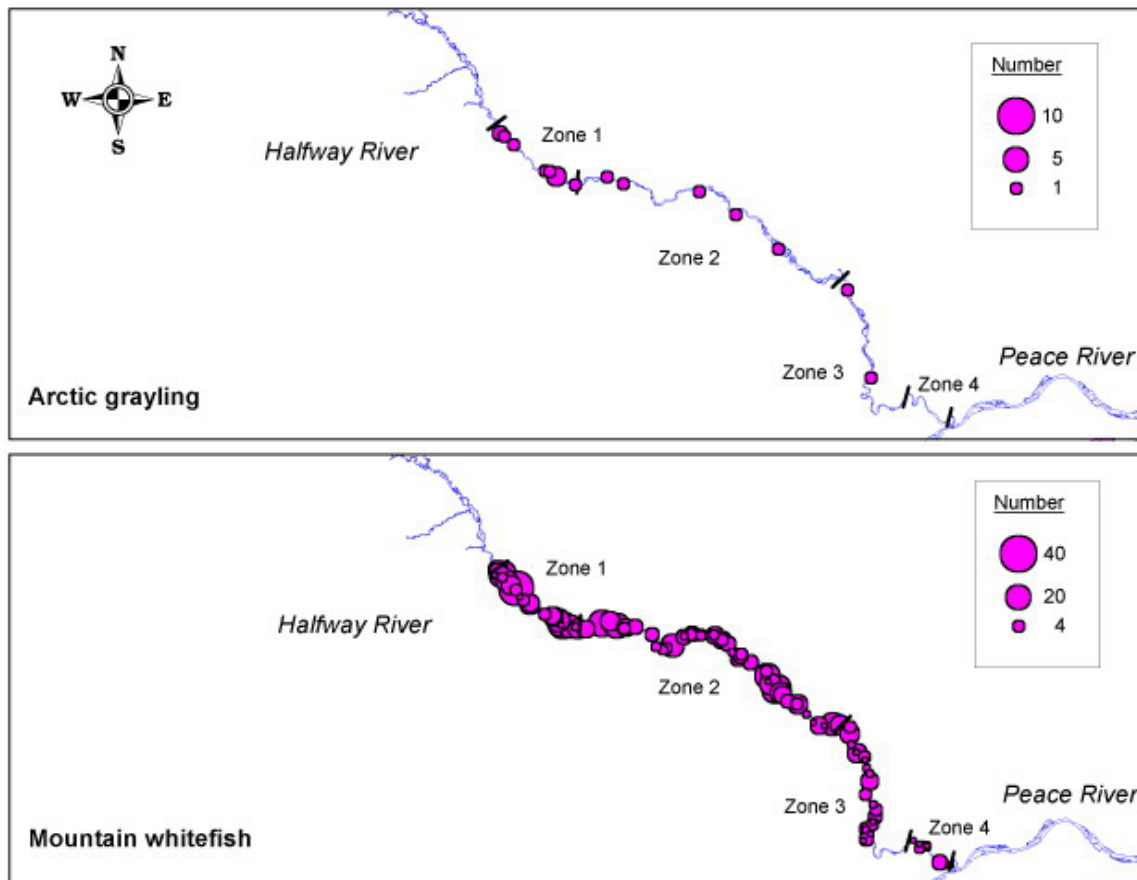 N
W E
S
Halfway River
Zone 1
Zone 2
Zone 3
Zone 4
Peace River
Number
10
5
1
Arctic grayling
Halfway River
Zone 1
Zone 2
Zone 3
Zone 4
Peace River
Number
40
20
4
Mountain whitefish